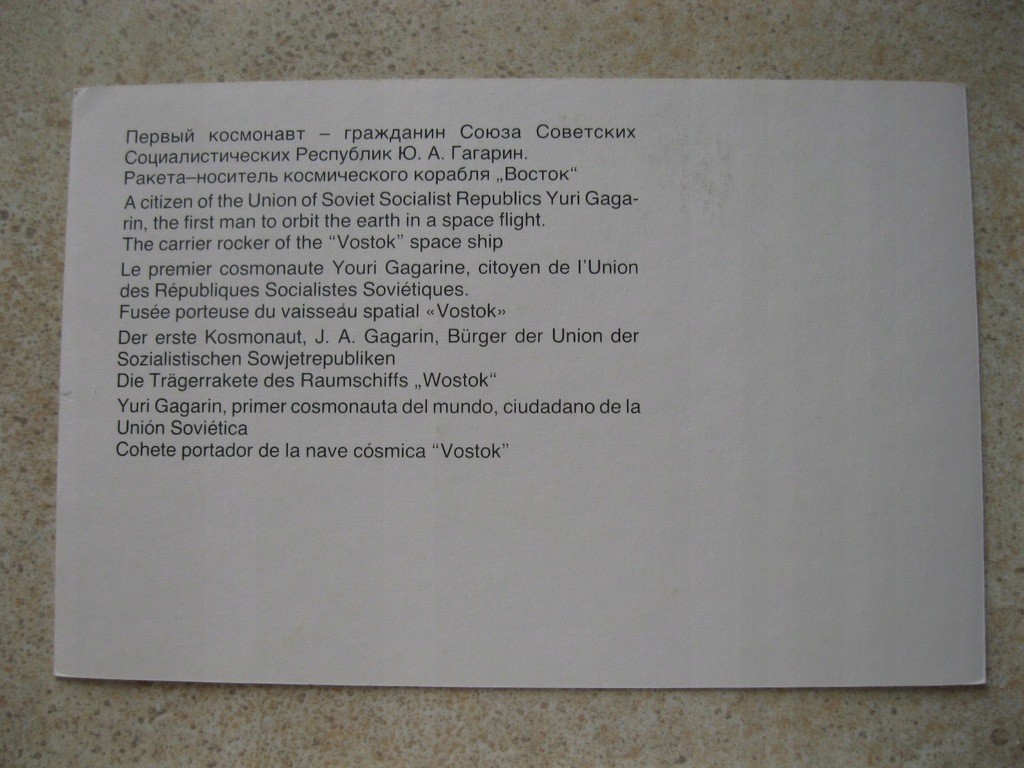 Первый космонавт – гражданин Союза Советских
Социалистических Республик Ю. А. Гагарин.
Ракета–носитель космического корабля „Восток“
A citizen of the Union of Soviet Socialist Republics Yuri Gaga-
rin, the first man to orbit the earth in a space flight.
The carrier rocker of the “Vostok” space ship
Le premier cosmonaute Youri Gagarine, citoyen de l'Union
des Républiques Socialistes Soviétiques.
Fusée porteuse du vaisseáu spatial «Vostok»
Der erste Kosmonaut, J. A. Gagarin, Bürger der Union der
Sozialistischen Sowjetrepubliken
Die Trägerrakete des Raumschiffs „Wostok“
Yuri Gagarin, primer cosmonauta del mundo, ciudadano de la
Unión Soviética
Cohete portador de la nave cósmica “Vostok”